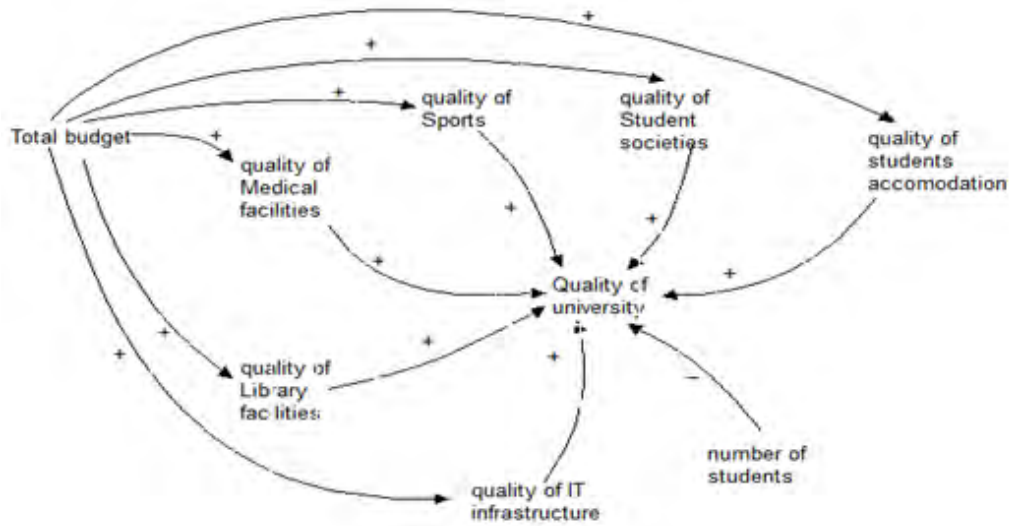 +
+
+
quality of
Sports
quality of
Student
societies
Total budget
+
quality of
students
accomodation
quality of
Medical
facilities
+
+
+
+
Quality of
university
+
+
+
+
–
quality of
Library
facilities
number of
students
quality of IT
infrastructure